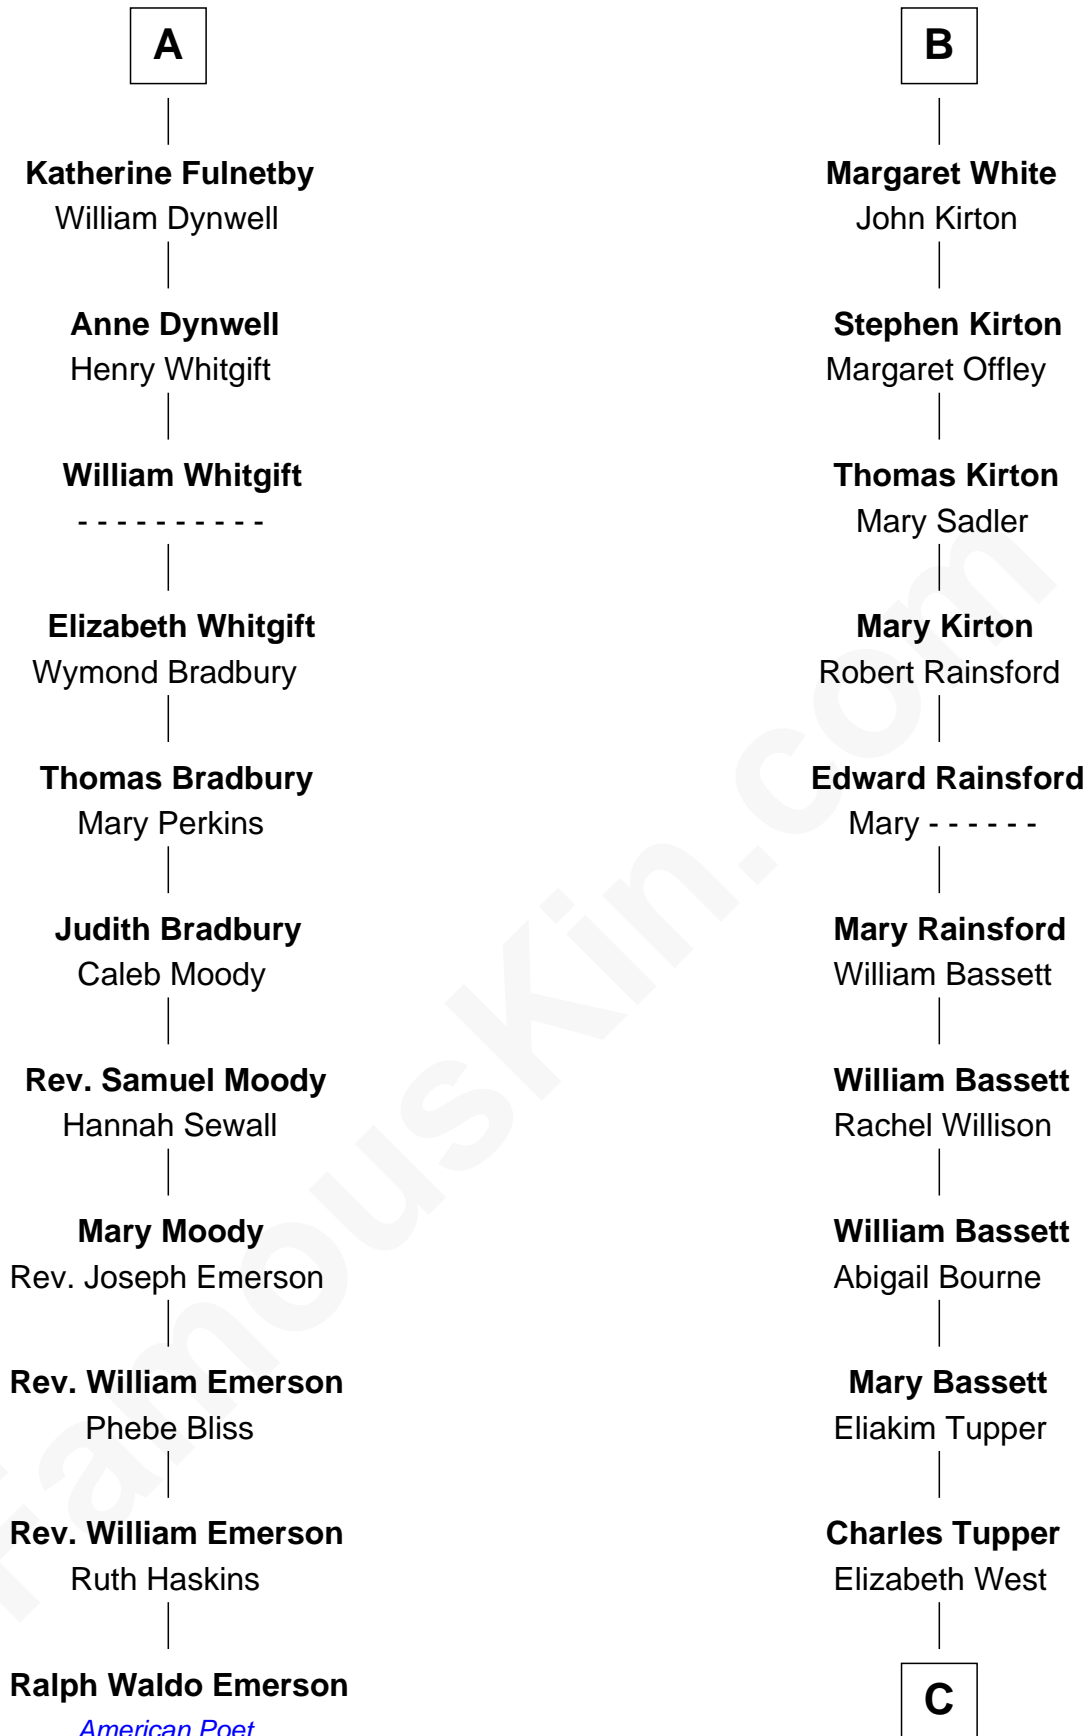 A
Katherine Fulnetby
William Dynwell
Anne Dynwell
Henry Whitgift
William Whitgift
- - - - - - - - - -
Elizabeth Whitgift
Wymond Bradbury
Thomas Bradbury
Mary Perkins
Judith Bradbury
Caleb Moody
Rev. Samuel Moody
Hannah Sewall
Mary Moody
Rev. Joseph Emerson
Rev. William Emerson
Phebe Bliss
Rev. William Emerson
Ruth Haskins
Ralph Waldo Emerson
American Poet
B
Margaret White
John Kirton
Stephen Kirton
Margaret Offley
Thomas Kirton
Mary Sadler
Mary Kirton
Robert Rainsford
Edward Rainsford
Mary - - - - - -
Mary Rainsford
William Bassett
William Bassett
Rachel Willison
William Bassett
Abigail Bourne
Mary Bassett
Eliakim Tupper
Charles Tupper
Elizabeth West
C
FamousKin.com